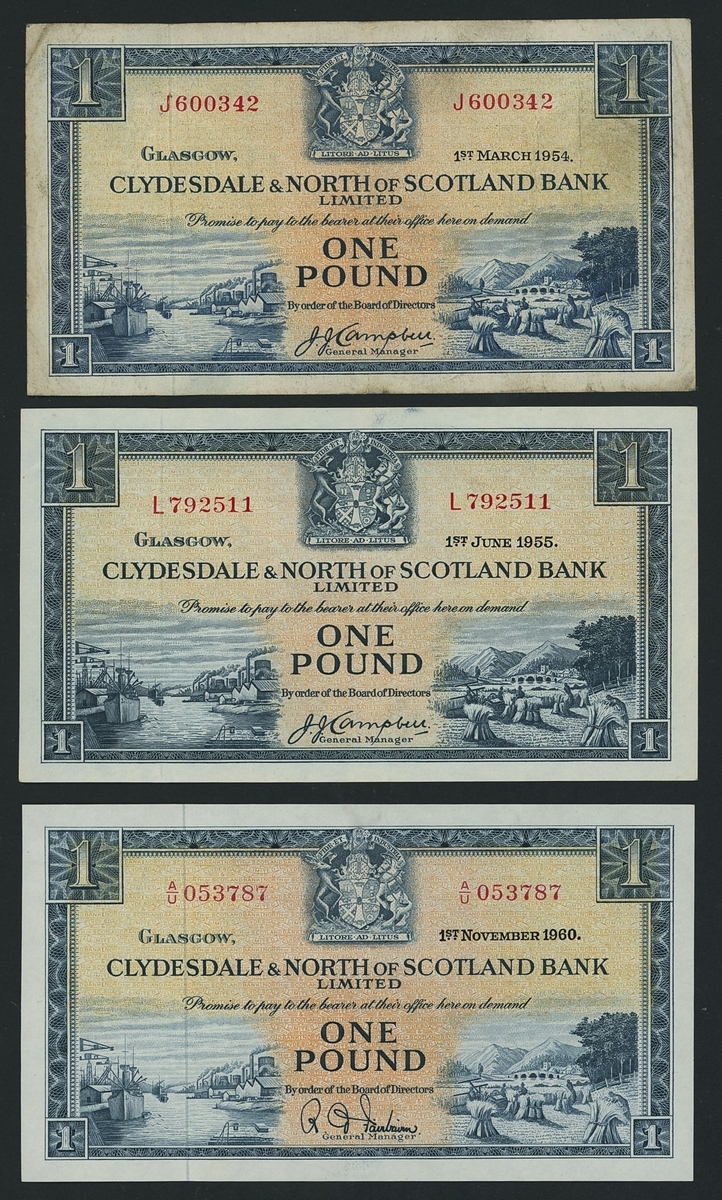 1 1
J600342 J600342
LITORE·AD·LITUS
GLASGOW, 1ST MARCH 1954.
CLYDESDALE & NORTH OF SCOTLAND BANK
LIMITED
Promise to pay to the bearer at their office here on demand
ONE
POUND
By order of the Board of Directors
J.J. Campbell.
General Manager
1 1
1 1
L792511 L792511
LITORE·AD·LITUS
GLASGOW, 1ST JUNE 1955.
CLYDESDALE & NORTH OF SCOTLAND BANK
LIMITED
Promise to pay to the bearer at their office here on demand
ONE
POUND
By order of the Board of Directors
J.J. Campbell.
General Manager
1 1
1 1
A/U 053787 A/U 053787
LITORE·AD·LITUS
GLASGOW, 1ST NOVEMBER 1960.
CLYDESDALE & NORTH OF SCOTLAND BANK
LIMITED
Promise to pay to the bearer at their office here on demand
ONE
POUND
By order of the Board of Directors
R D Fairbairn
General Manager
1 1